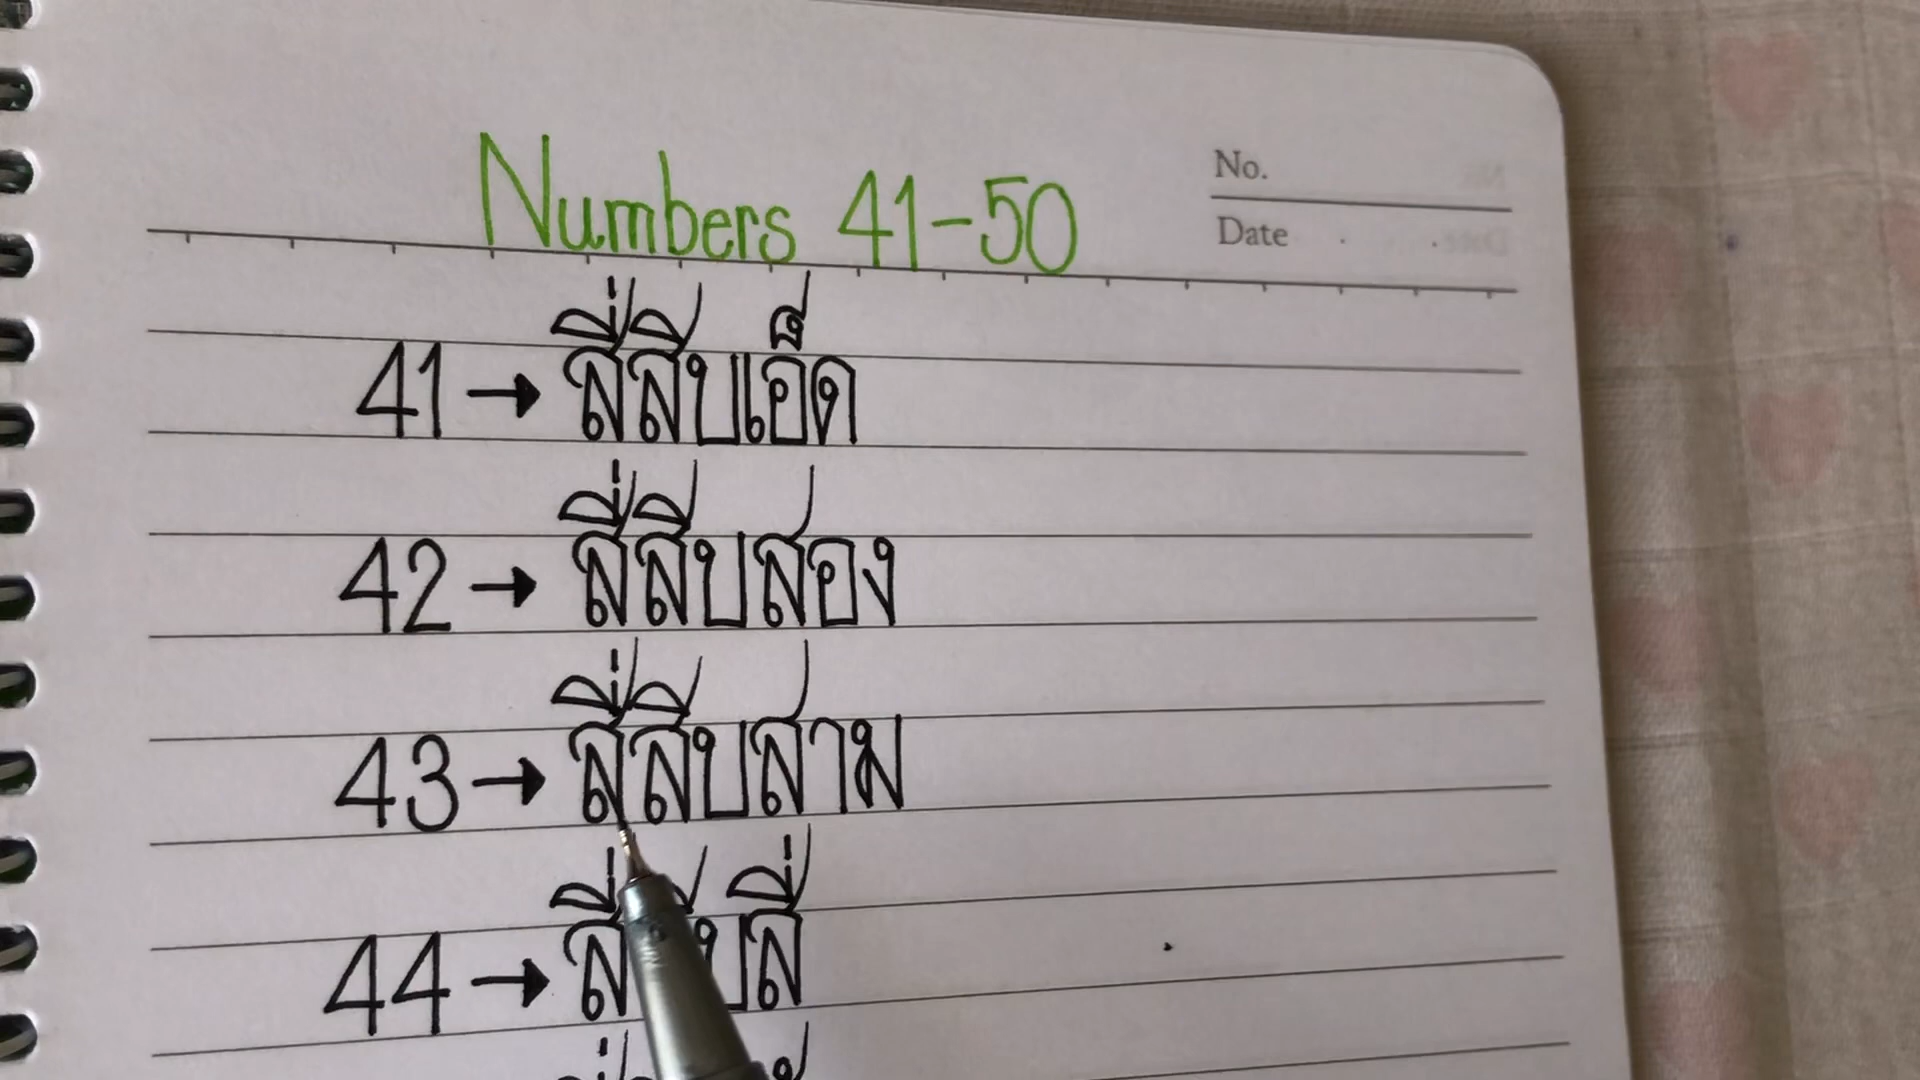 Numbers 41-50
No.
Date
41 → สี่สิบเอ็ด
42 → สี่สิบสอง
43 → สี่สิบสาม
44 → สี่